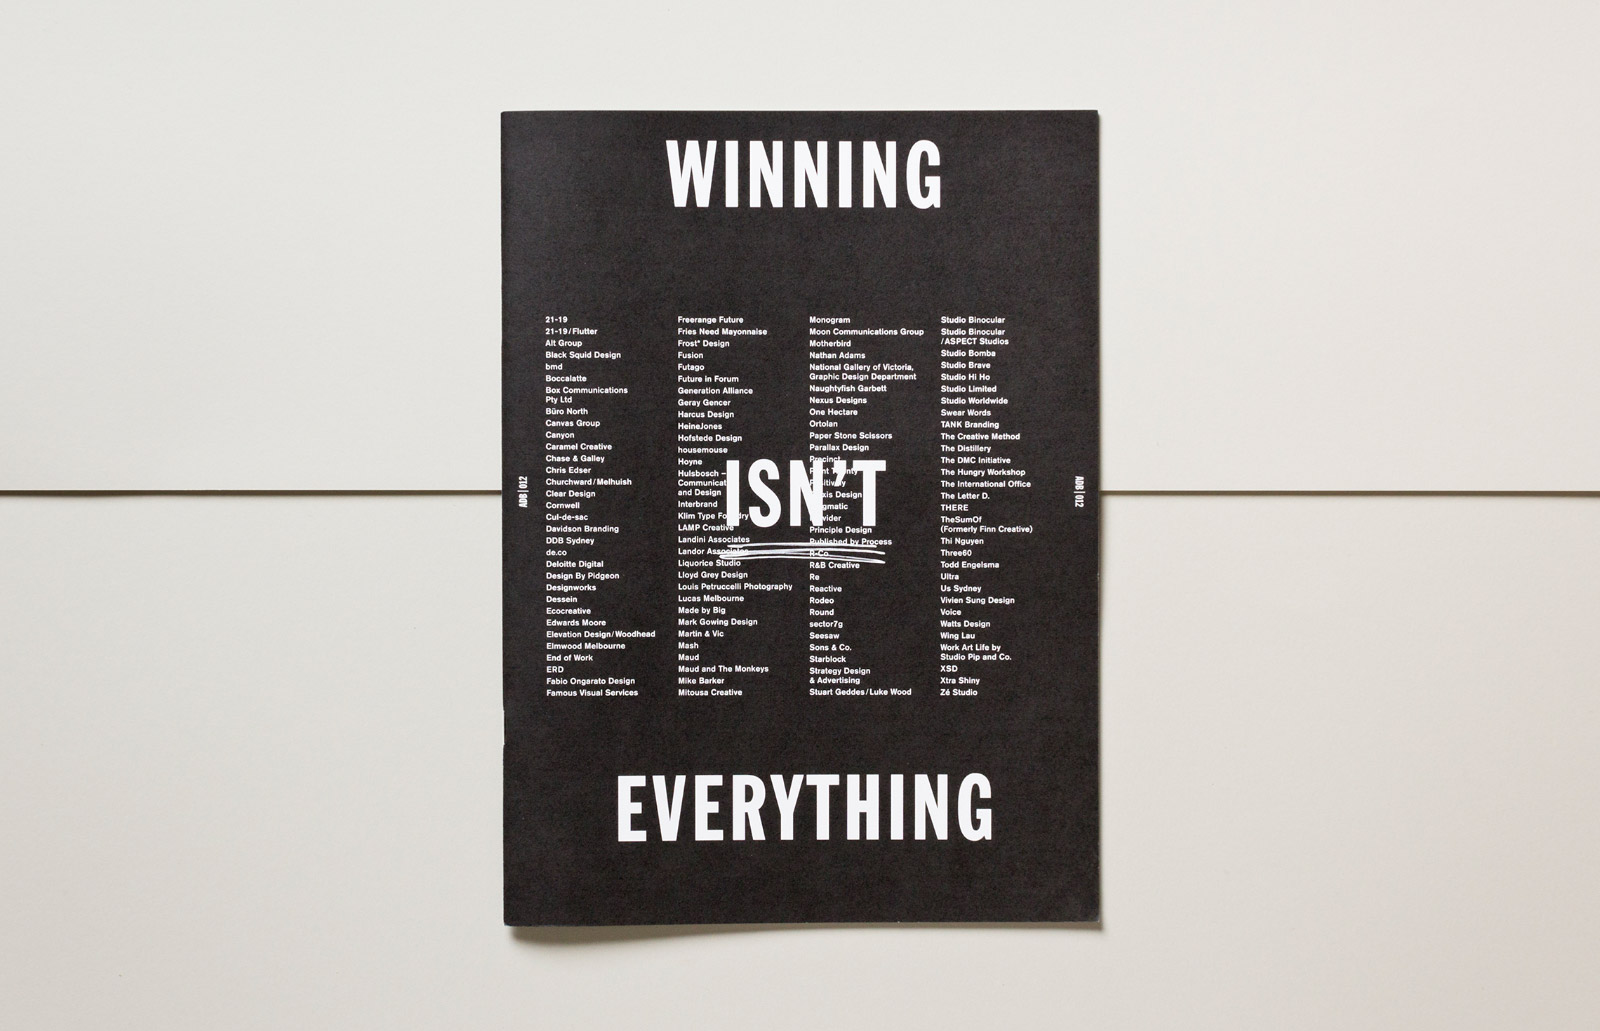 WINNING
21-19
21-19/Flutter
Alt Group
Black Squid Design
bmd
Boccalatte
Box Communications
Pty Ltd
Büro North
Canvas Group
Canyon
Caramel Creative
Chase & Galley
Chris Edser
Churchward/Melhuish
Clear Design
Cornwell
Cul-de-sac
Davidson Branding
DDB Sydney
de.co
Deloitte Digital
Design By Pidgeon
Designworks
Dessein
Ecocreative
Edwards Moore
Elevation Design/Woodhead
Elmwood Melbourne
End of Work
ERD
Fabio Ongarato Design
Famous Visual Services
Freerange Future
Fries Need Mayonnaise
Frost* Design
Fusion
Futago
Future in Forum
Generation Alliance
Geray Gencer
Harcus Design
HeineJones
Hofstede Design
housemouse
Hoyne
Hulsbosch –
and Design
Interbrand
Klim Type Foundry
LAMP Creative
Landini Associates
Landor Associates
Liquorice Studio
Lloyd Grey Design
Louis Petruccelli Photography
Lucas Melbourne
Made by Big
Mark Gowing Design
Martin & Vic
Mash
Maud
Maud and The Monkeys
Mike Barker
Mitousa Creative
Monogram
Moon Communications Group
Motherbird
Nathan Adams
National Gallery of Victoria,
Graphic Design Department
Naughtyfish Garbett
Nexus Designs
One Hectare
Ortolan
Paper Stone Scissors
Parallax Design
Precinct
Design
Principle Design
Published by Process
R-Co
R&B Creative
Re
Reactive
Rodeo
Round
sector7g
Seesaw
Sons & Co.
Starblock
Strategy Design
& Advertising
Stuart Geddes/Luke Wood
Studio Binocular
Studio Binocular
/ASPECT Studios
Studio Bomba
Studio Brave
Studio Hi Ho
Studio Limited
Studio Worldwide
Swear Words
TANK Branding
The Creative Method
The Distillery
The DMC Initiative
The Hungry Workshop
The International Office
The Letter D.
THERE
TheSumOf
(Formerly Finn Creative)
Thi Nguyen
Three60
Todd Engelsma
Ultra
Us Sydney
Vivien Sung Design
Voice
Watts Design
Wing Lau
Work Art Life by
Studio Pip and Co.
XSD
Xtra Shiny
Zé Studio
ISN'T
ADB | 012
ADB | 012
EVERYTHING